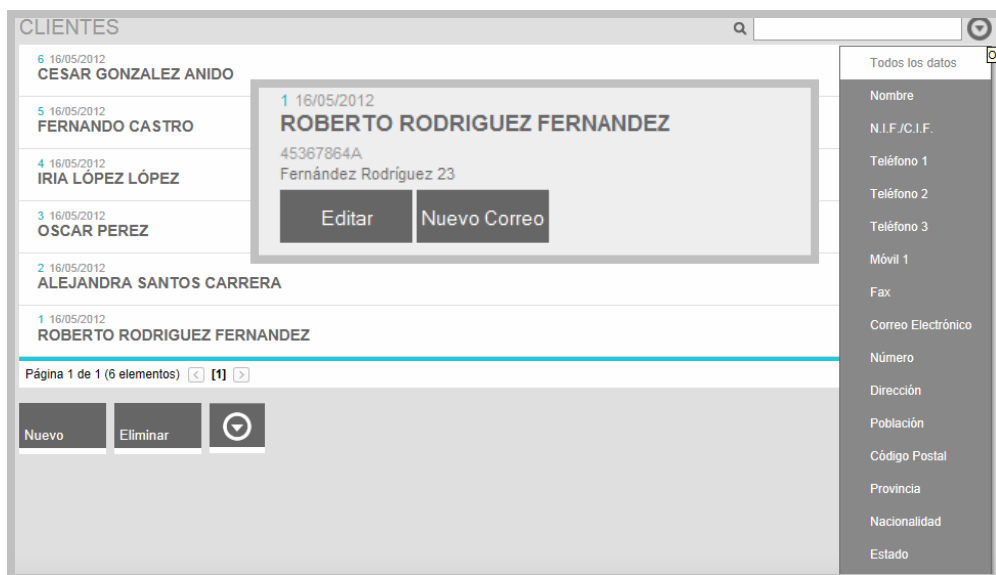 CLIENTES
6 16/05/2012
CESAR GONZALEZ ANIDO
5 16/05/2012
FERNANDO CASTRO
4 16/05/2012
IRIA LÓPEZ LÓPEZ
3 16/05/2012
OSCAR PEREZ
2 16/05/2012
ALEJANDRA SANTOS CARRERA
1 16/05/2012
ROBERTO RODRIGUEZ FERNANDEZ
Página 1 de 1 (6 elementos) < [1] >
Nuevo
Eliminar
1 16/05/2012
ROBERTO RODRIGUEZ FERNANDEZ
45367864A
Fernández Rodríguez 23
Editar
Nuevo Correo
Todos los datos
Nombre
N.I.F./C.I.F.
Teléfono 1
Teléfono 2
Teléfono 3
Móvil 1
Fax
Correo Electrónico
Número
Dirección
Población
Código Postal
Provincia
Nacionalidad
Estado